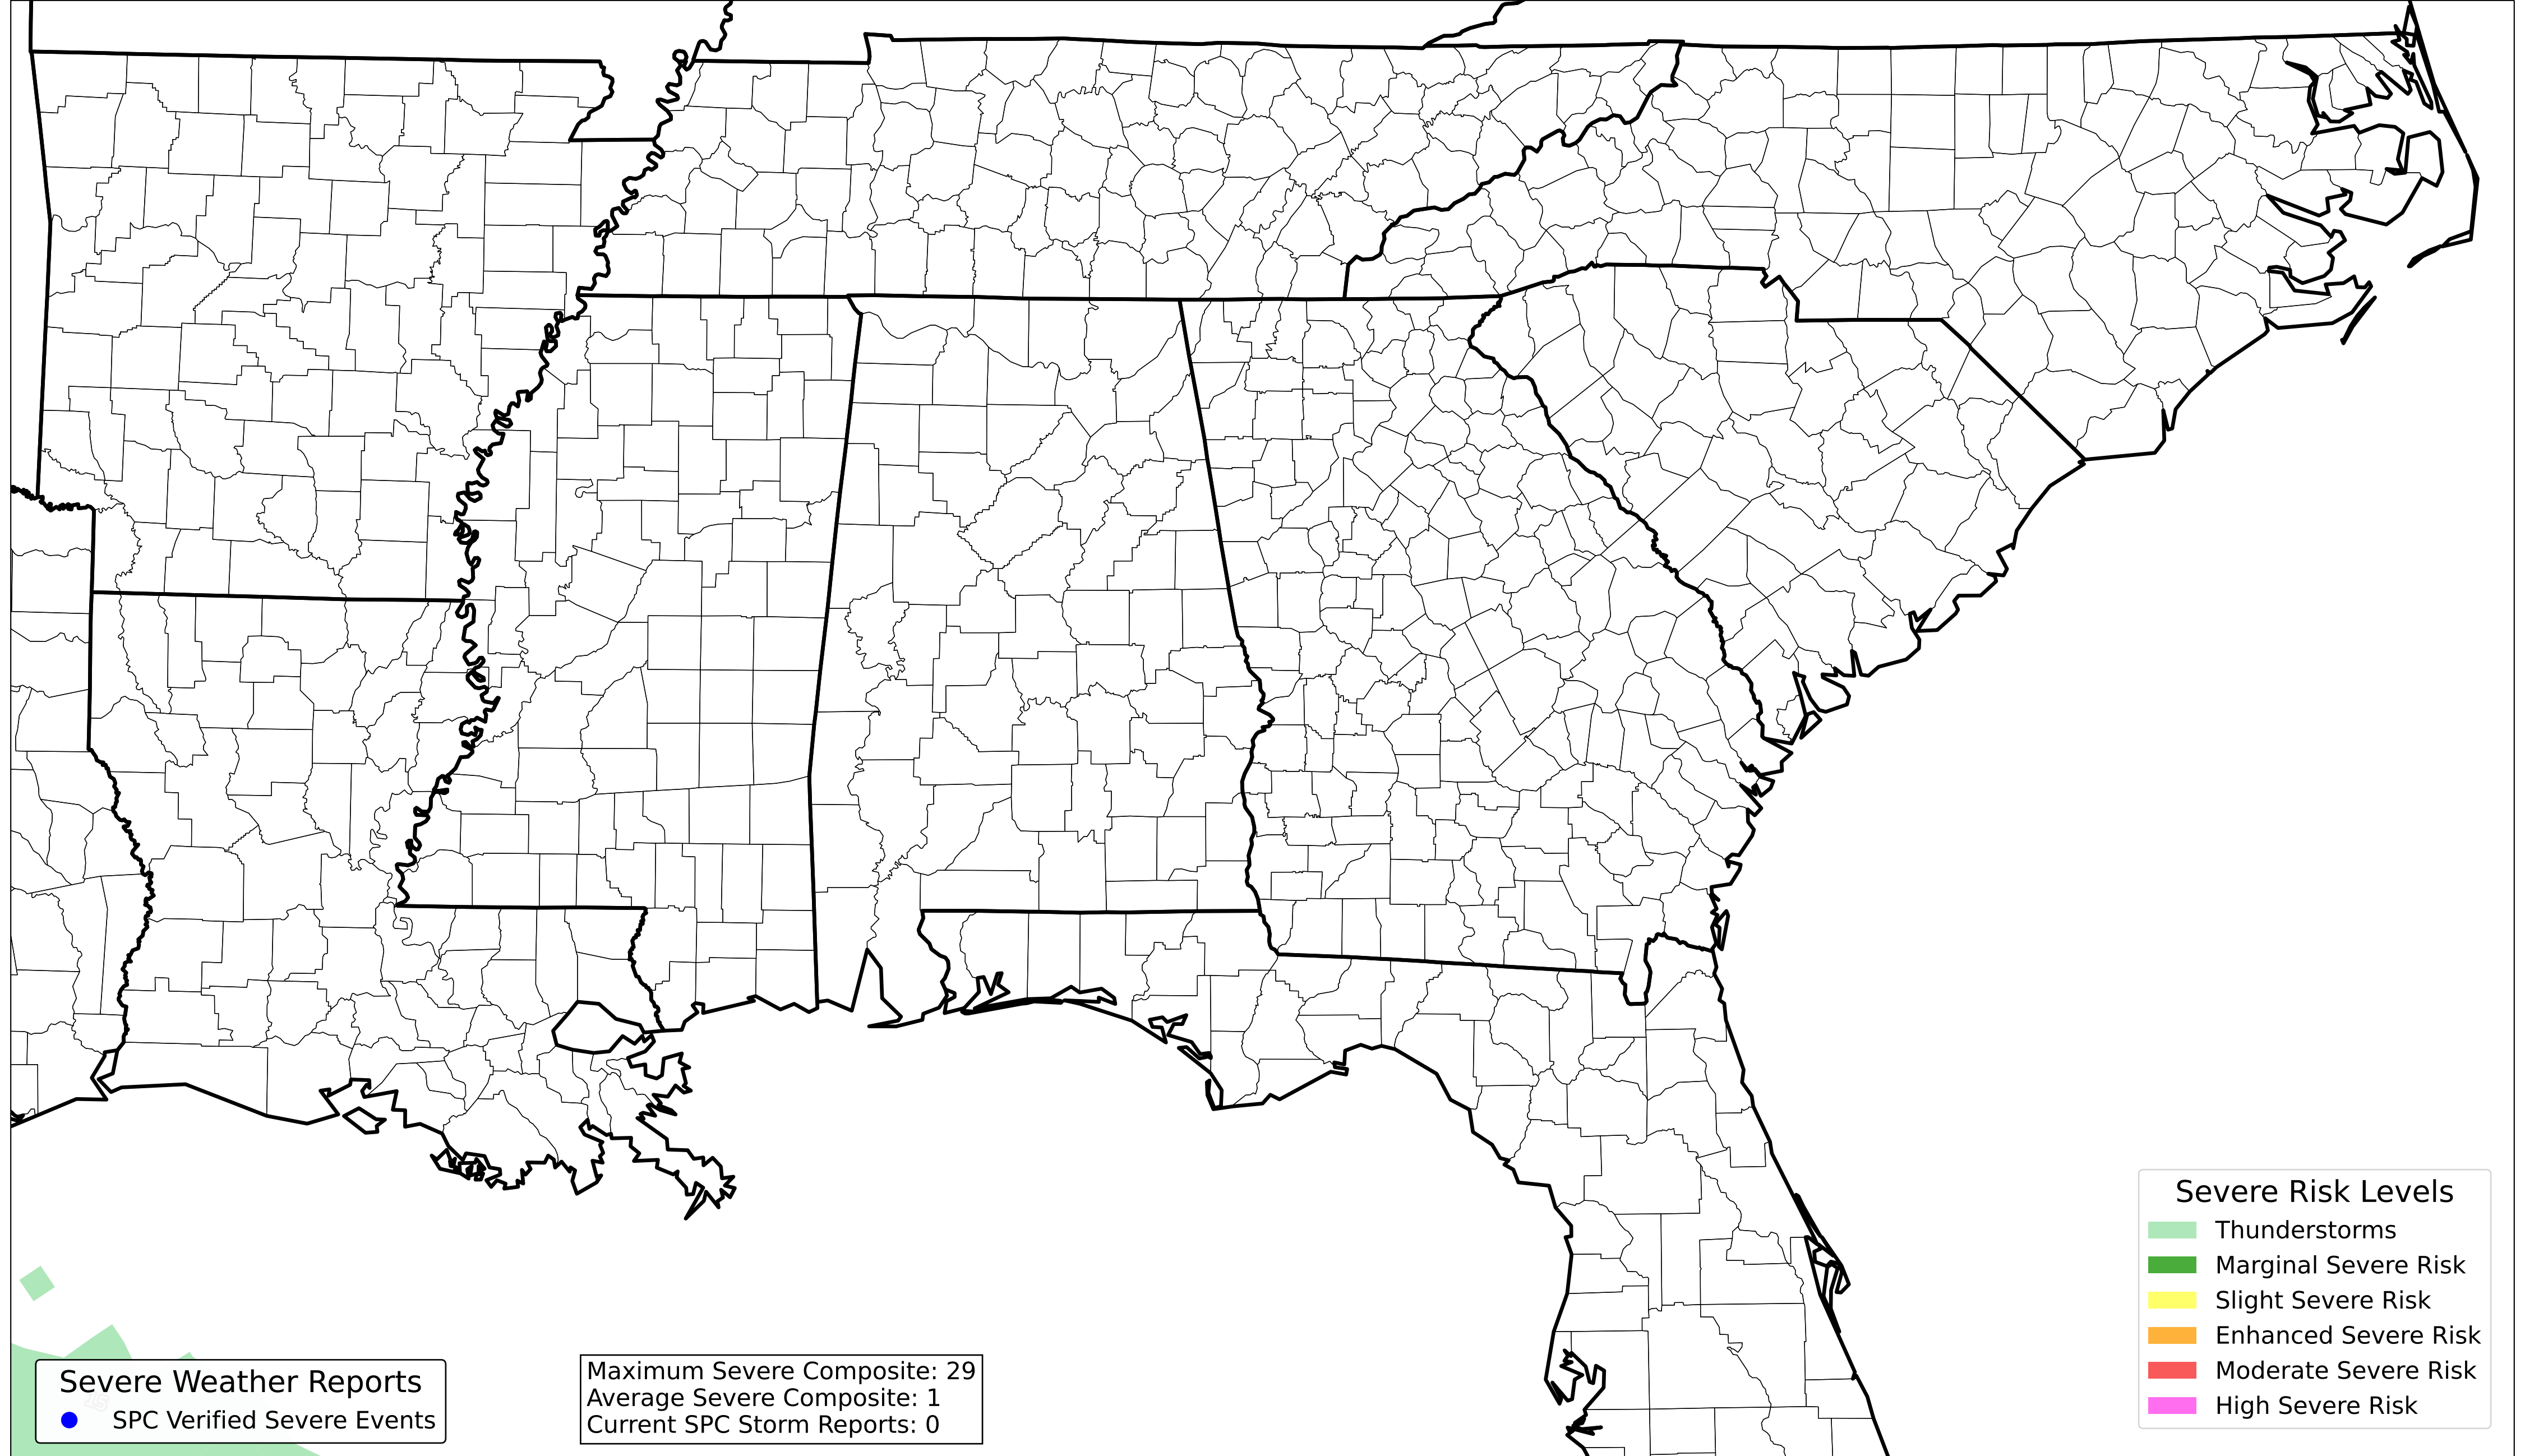 Severe Weather Reports
SPC Verified Severe Events
Maximum Severe Composite: 29
Average Severe Composite: 1
Current SPC Storm Reports: 0
Severe Risk Levels
Thunderstorms
Marginal Severe Risk
Slight Severe Risk
Enhanced Severe Risk
Moderate Severe Risk
High Severe Risk